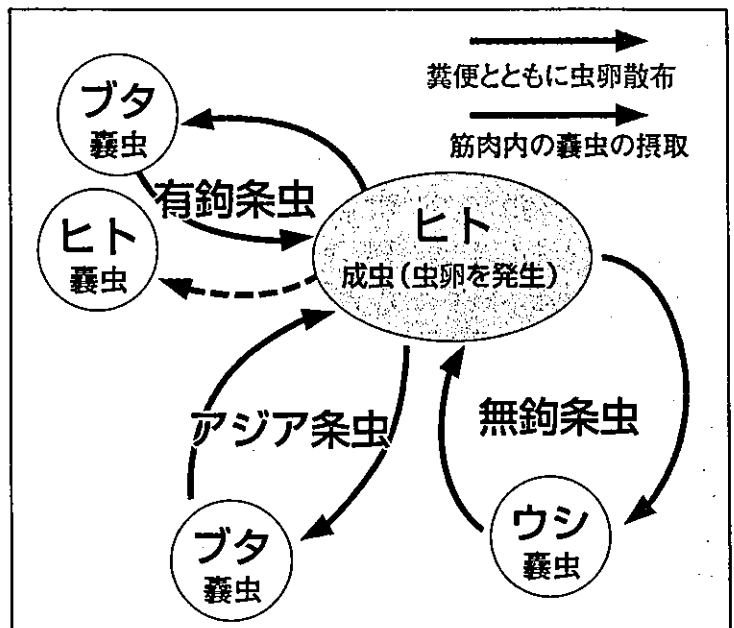 糞便とともに虫卵散布
筋肉内の嚢虫の摂取
ブタ
嚢虫
有鉤条虫
ヒト
嚢虫
ヒト
成虫(虫卵を発生)
アジア条虫
無鉤条虫
ブタ
嚢虫
ウシ
嚢虫